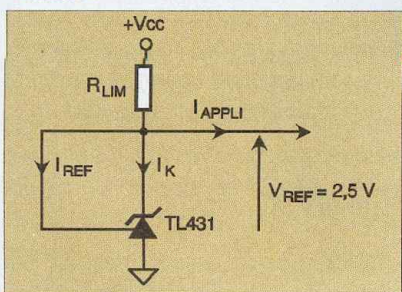 +Vcc
RLIM
IAPPLI
IREF
IK
VREF = 2,5 V
TL431